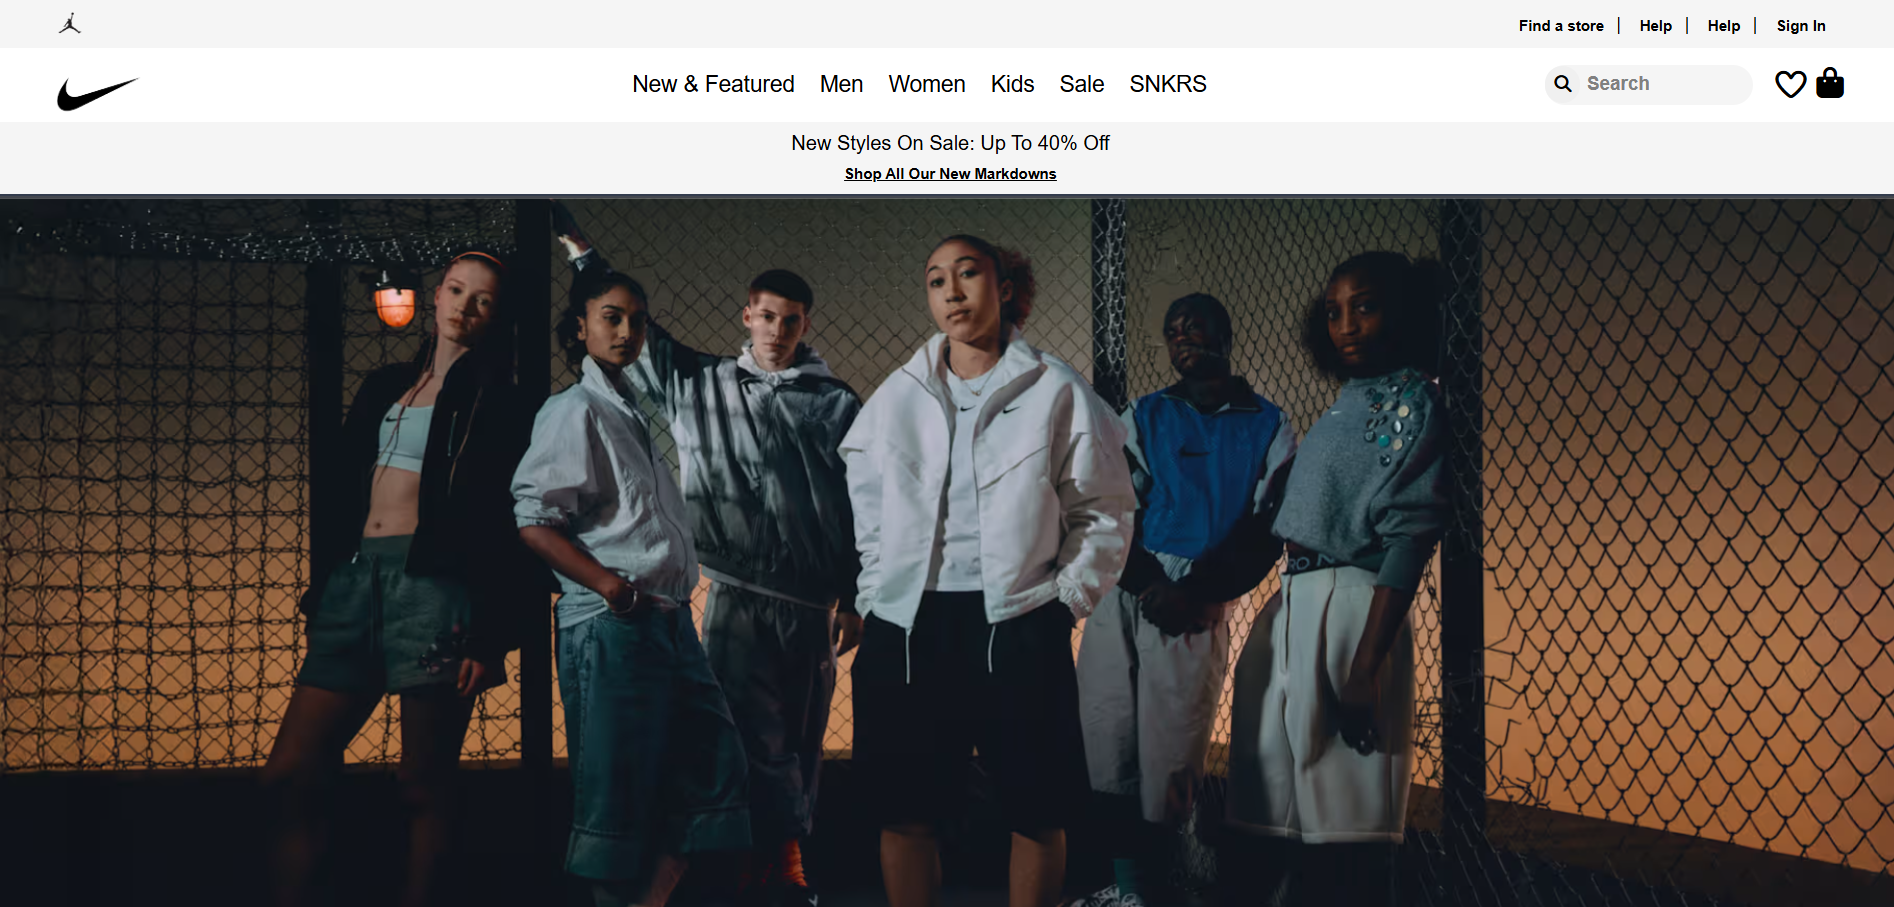 Find a store | Help | Help | Sign In
New & Featured Men Women Kids Sale SNKRS Search
New Styles On Sale: Up To 40% Off
Shop All Our New Markdowns
RO N